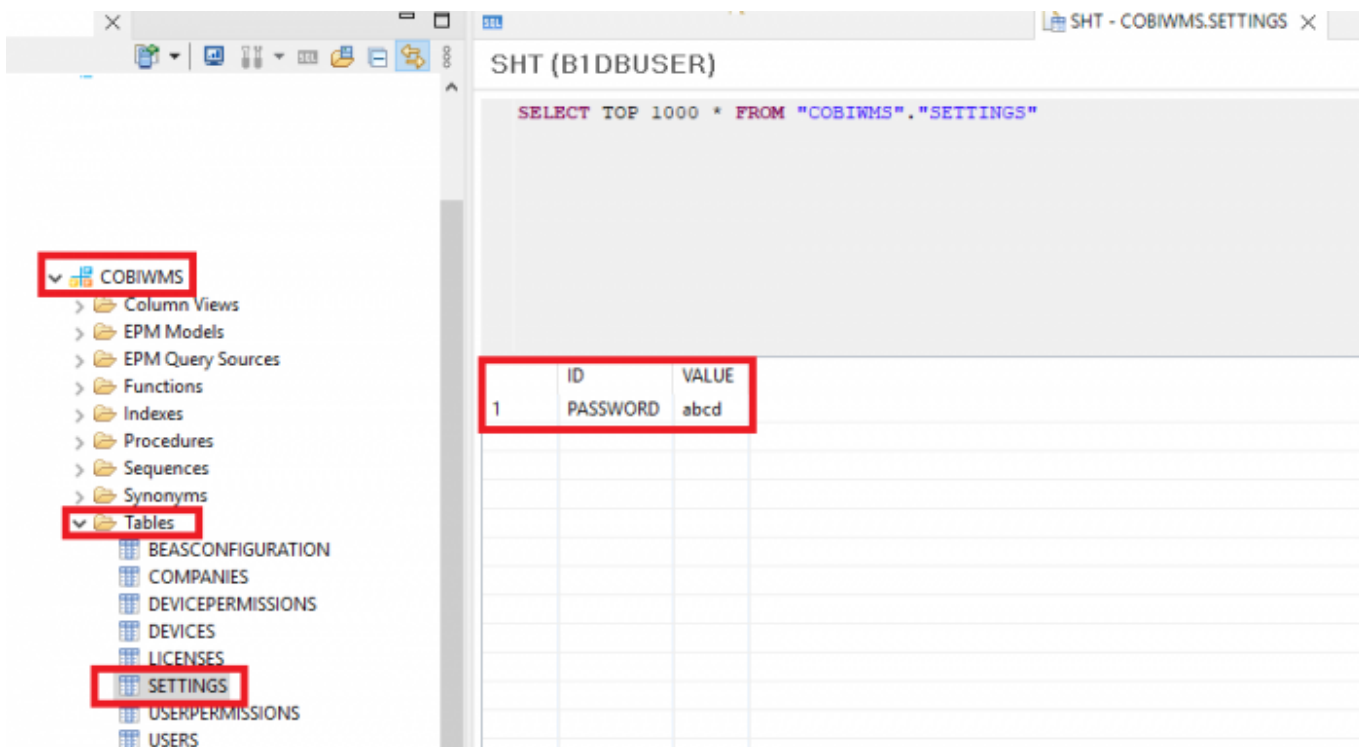 SHT - COBIWMS.SETTINGS
SHT (B1DBUSER)
SELECT TOP 1000 * FROM "COBIWMS"."SETTINGS"
COBIWMS
Column Views
EPM Models
EPM Query Sources
Functions
Indexes
Procedures
Sequences
Synonyms
Tables
BEASCONFIGURATION
COMPANIES
DEVICEPERMISSIONS
DEVICES
LICENSES
SETTINGS
USERPERMISSIONS
USERS
ID VALUE
1 PASSWORD abcd